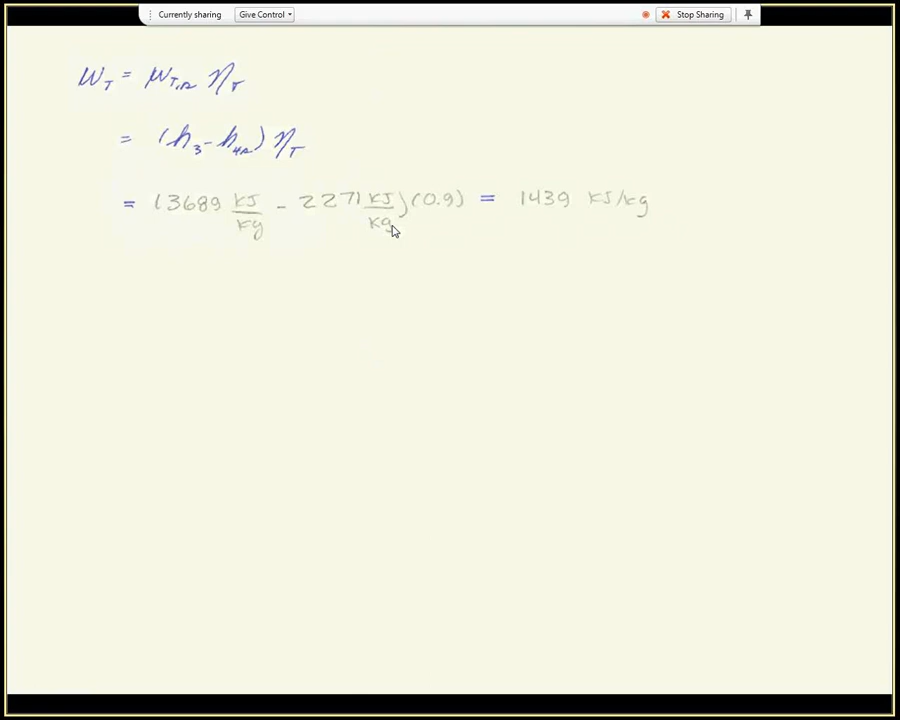 Currently sharing Give Control Stop Sharing
w_T = w_T,s η_T
= (h_3 - h_4s) η_T
= (3689 kJ/kg - 2271 kJ/kg)(0.9) = 1439 kJ/kg